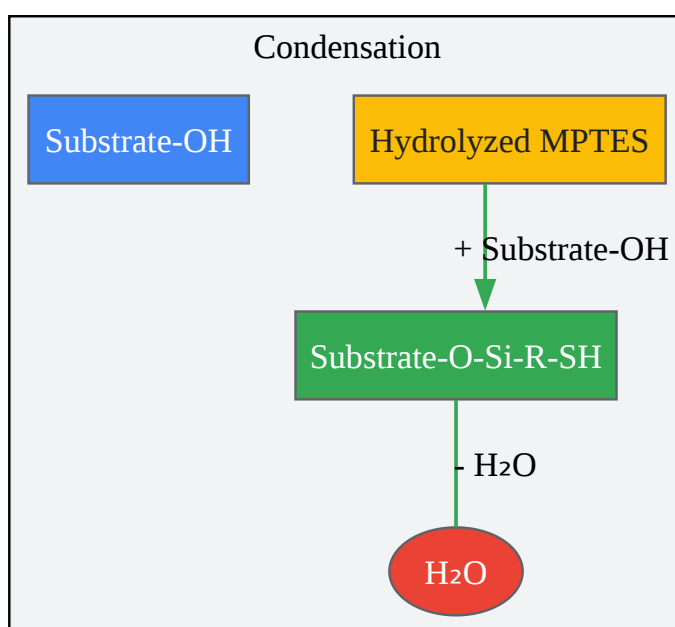 Condensation
Substrate-OH
Hydrolyzed MPTES
+ Substrate-OH
Substrate-O-Si-R-SH
- H₂O
H₂O